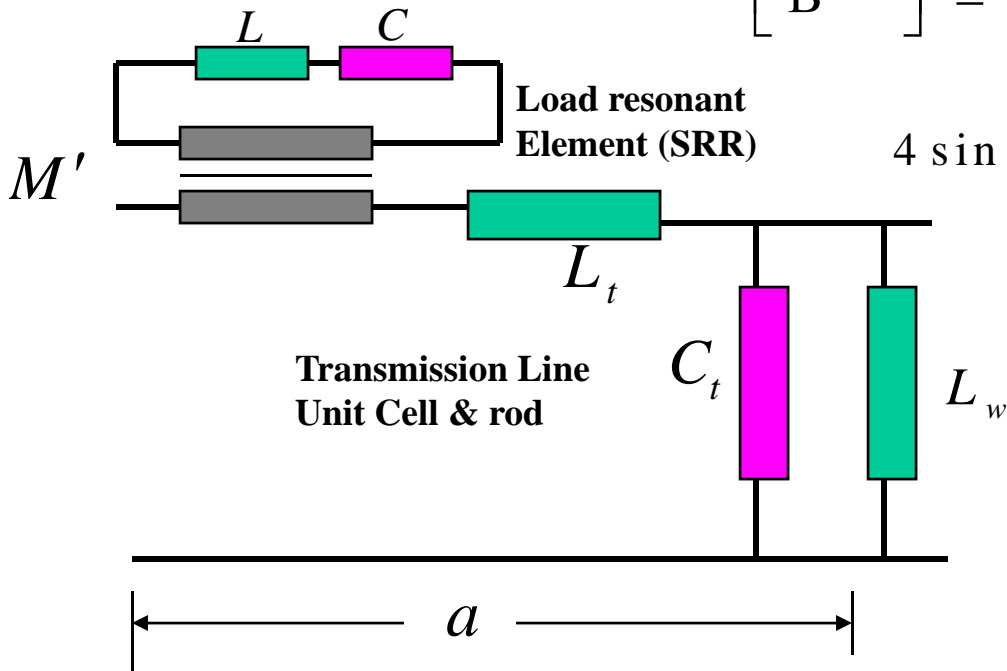 [ B ] =
L C
Load resonant
Element (SRR)
4 sin
M′
L_t
Transmission Line
Unit Cell & rod
C_t
L_w
a